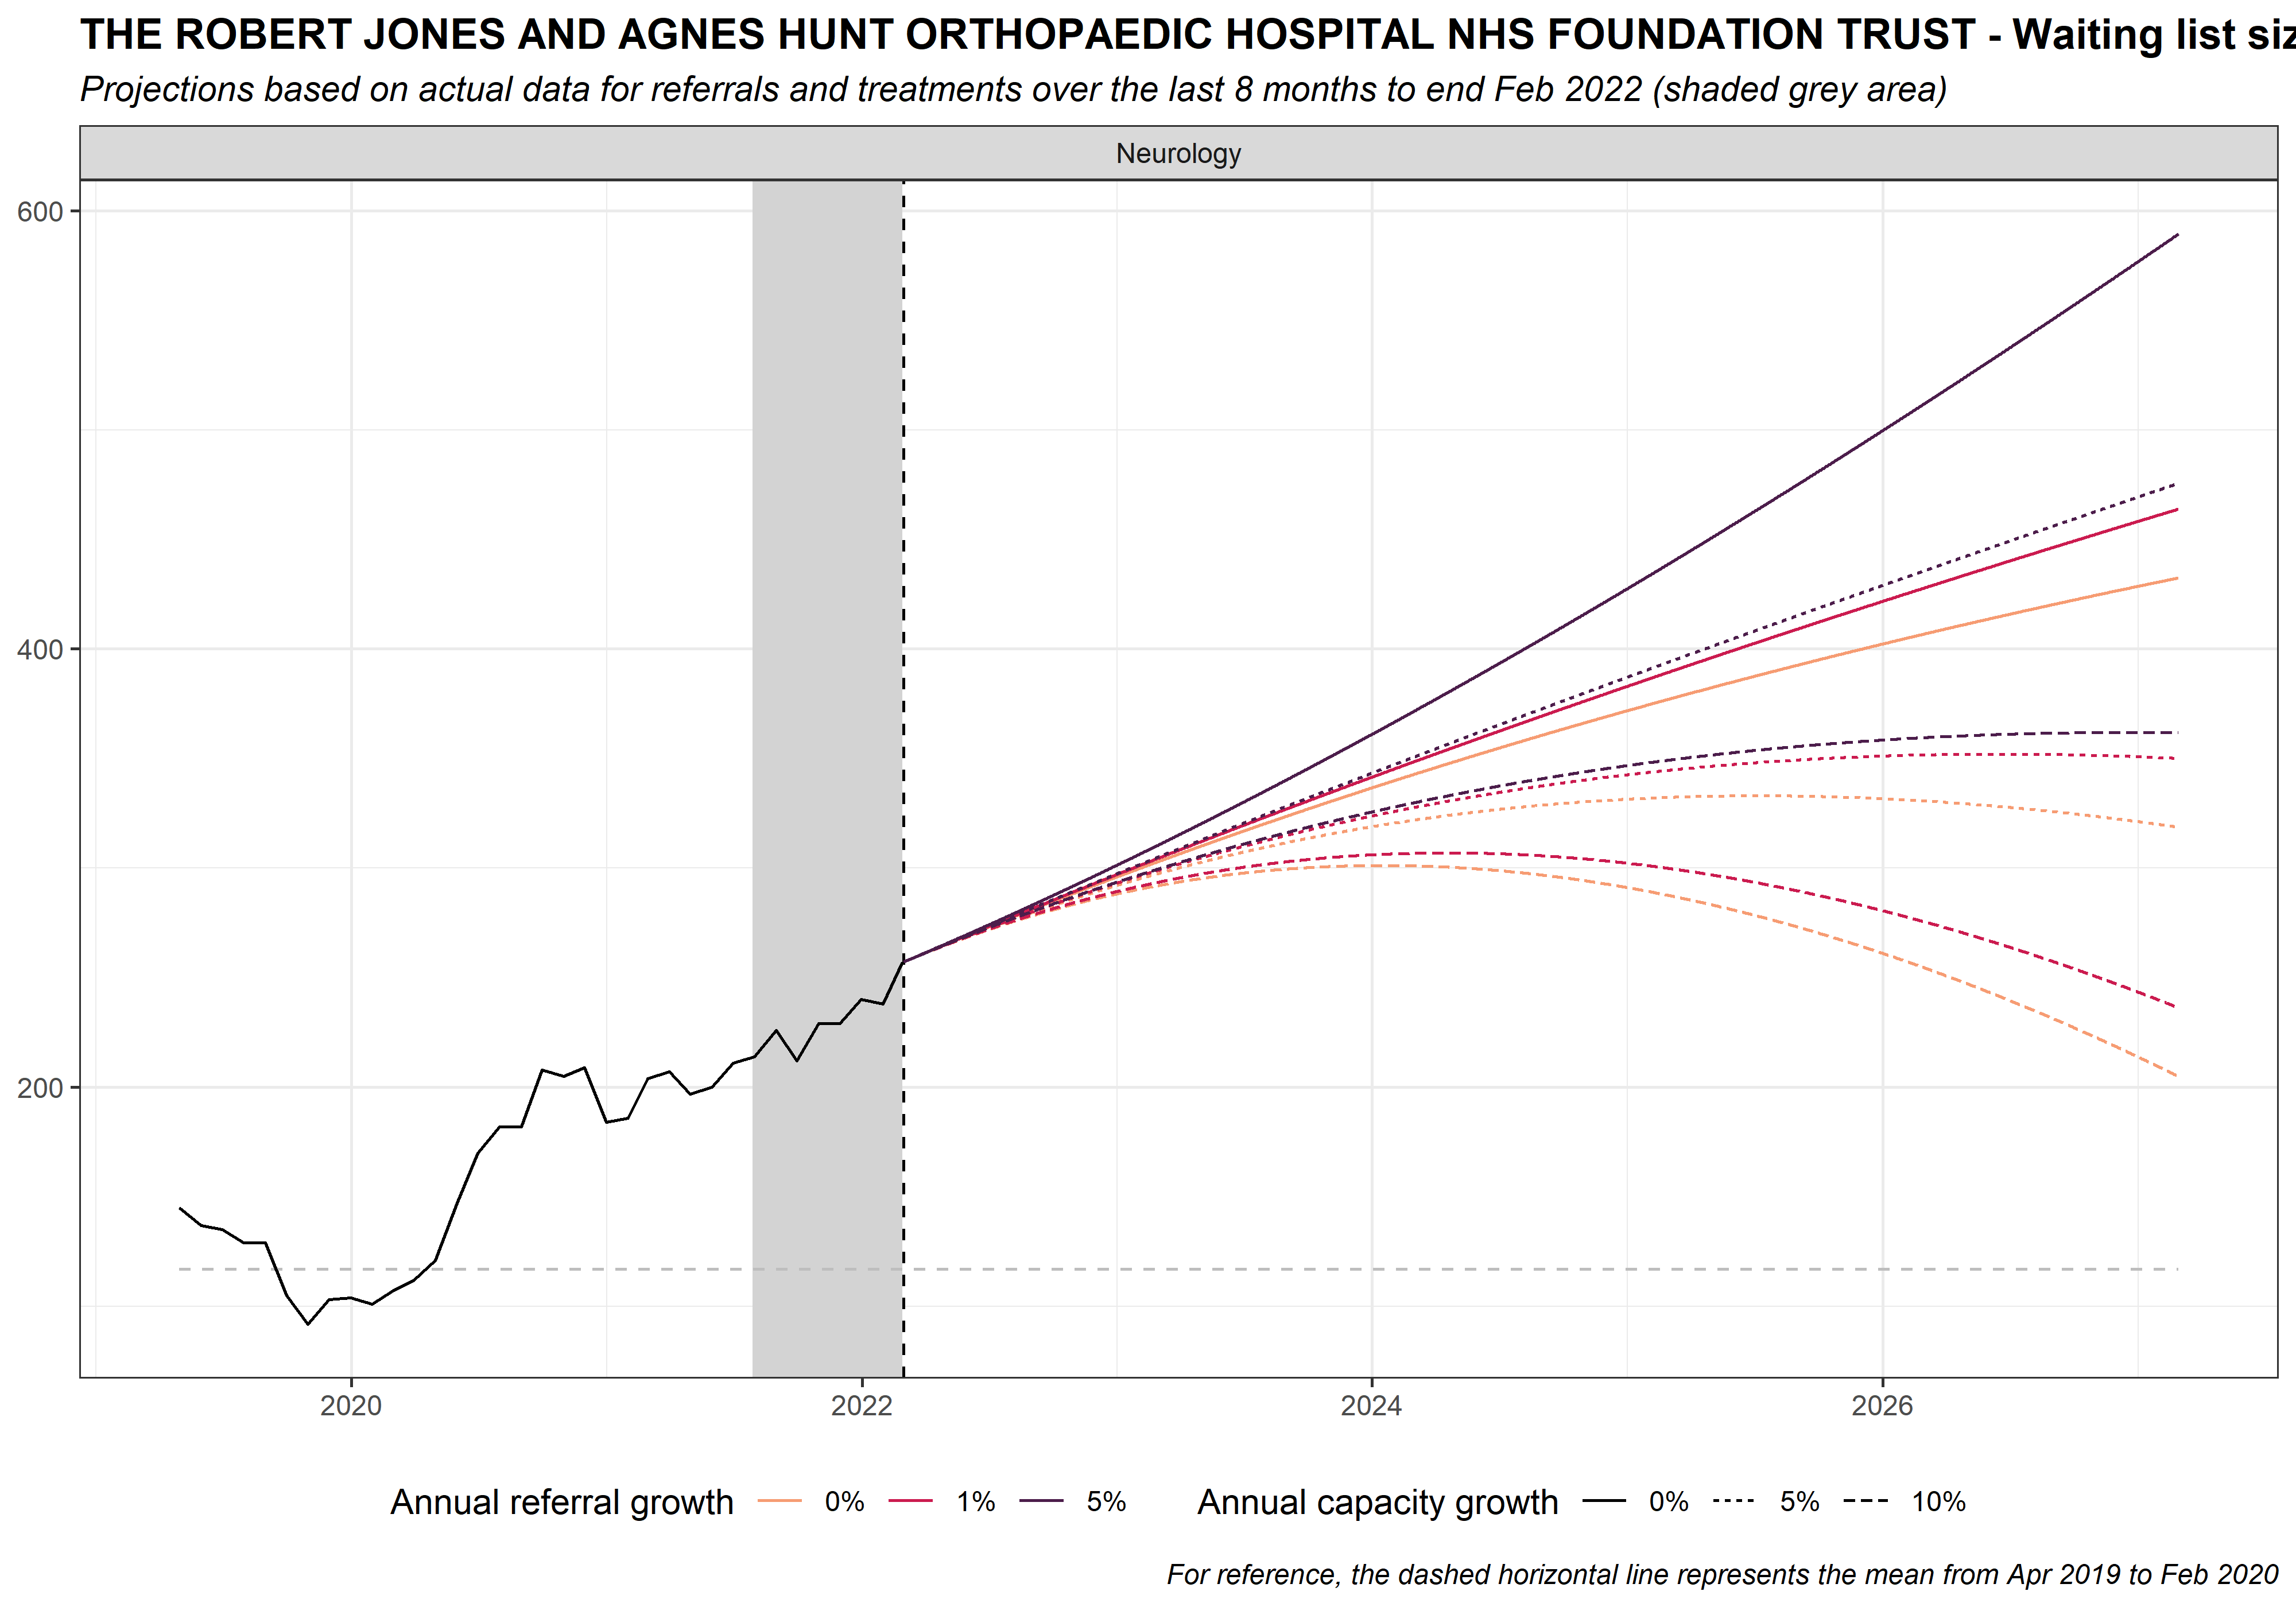 THE ROBERT JONES AND AGNES HUNT ORTHOPAEDIC HOSPITAL NHS FOUNDATION TRUST - Waiting list siz
Projections based on actual data for referrals and treatments over the last 8 months to end Feb 2022 (shaded grey area)
Neurology
600
400
200
2020 2022 2024 2026
Annual referral growth 0% 1% 5% Annual capacity growth 0% 5% 10%
For reference, the dashed horizontal line represents the mean from Apr 2019 to Feb 2020